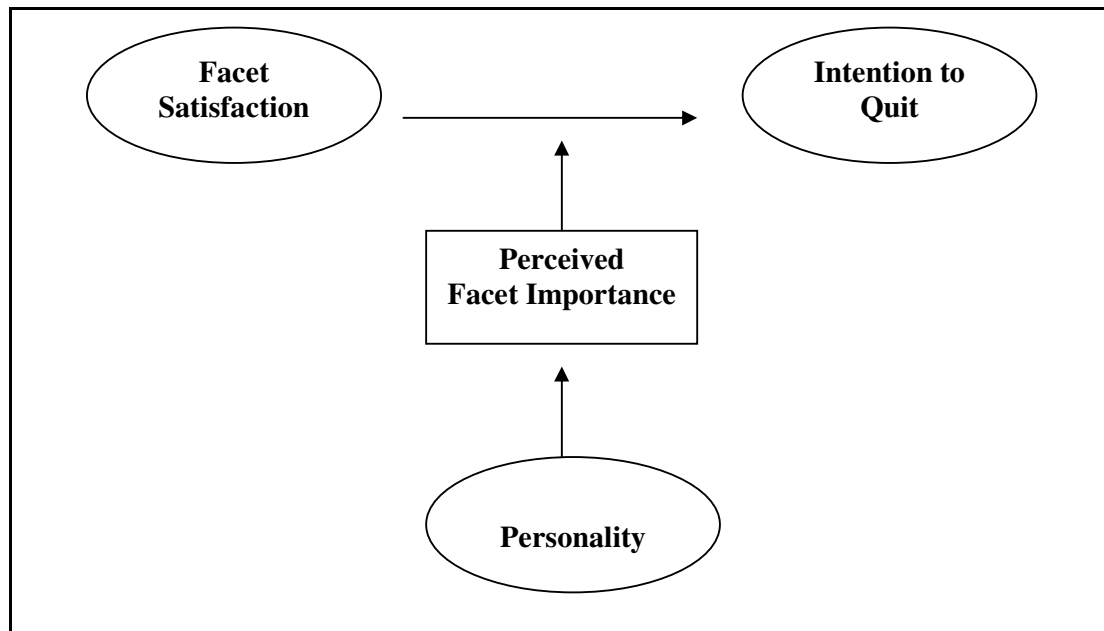 Facet
Satisfaction
Intention to
Quit
Perceived
Facet Importance
Personality